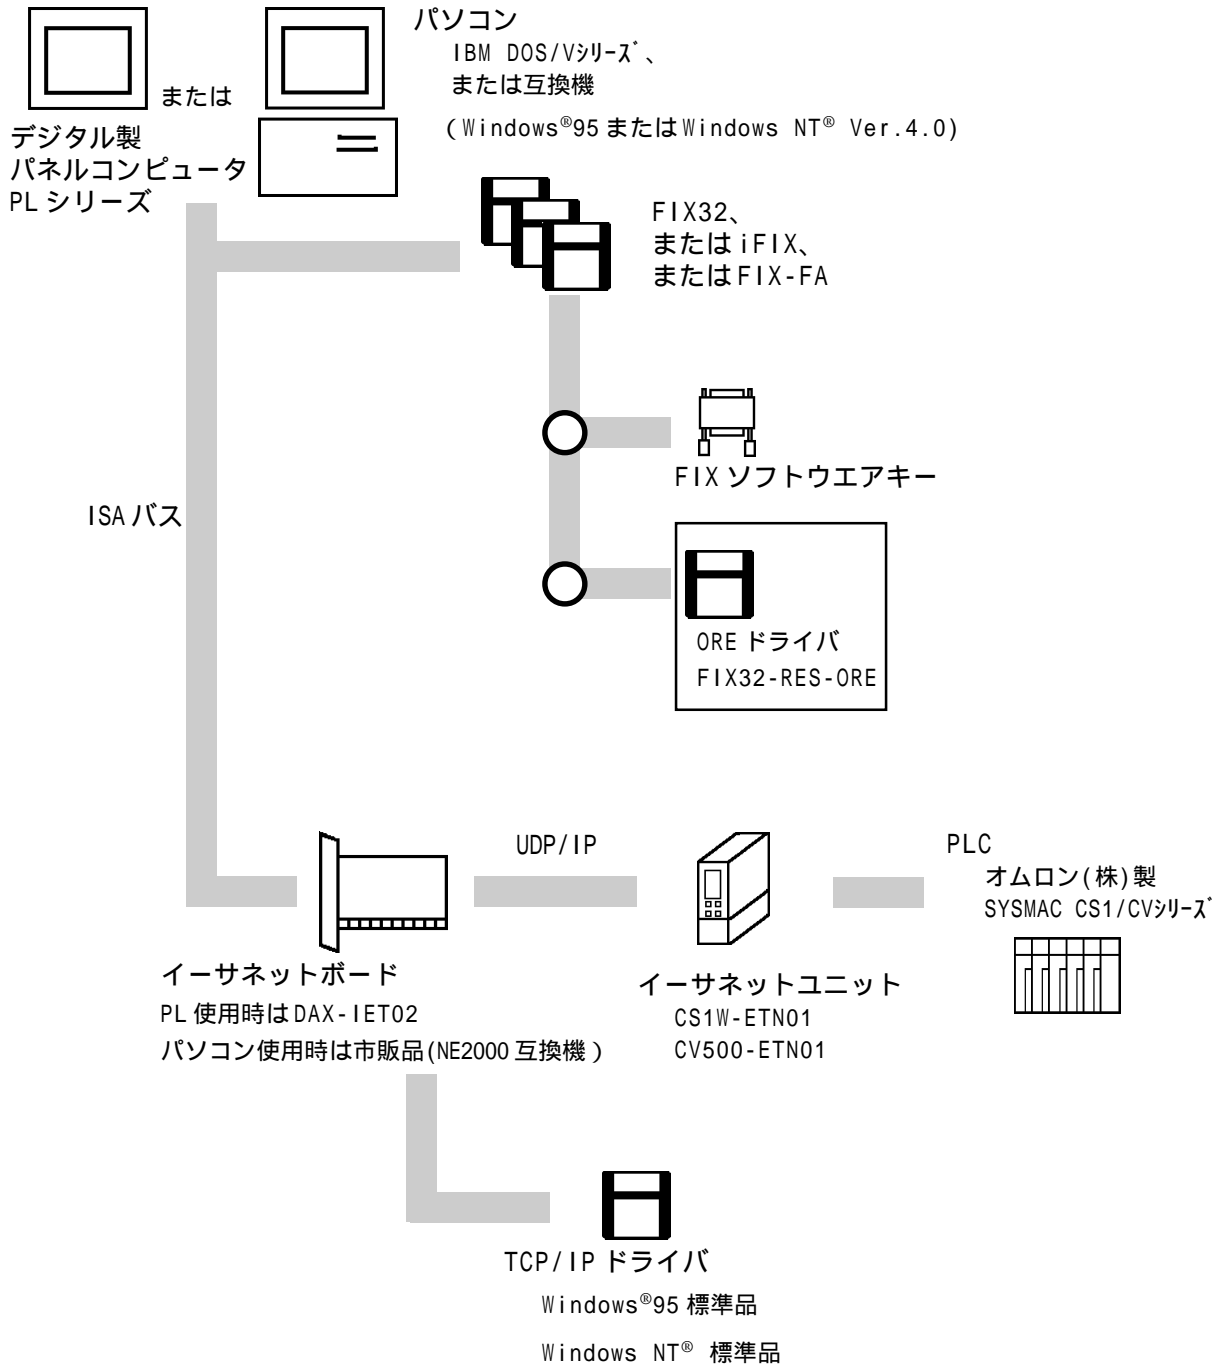 パソコン
IBM DOS/Vｼﾘｰｽﾞ、
または互換機
(Windows®95 または Windows NT® Ver.4.0)
または
デジタル製
パネルコンピュータ
PL シリーズ
FIX32、
または iFIX、
または FIX-FA
FIX ソフトウエアキー
ISA バス
ORE ドライバ
FIX32-RES-ORE
UDP/IP
PLC
オムロン(株)製
SYSMAC CS1/CVｼﾘｰｽﾞ
イーサネットボード
PL 使用時は DAX-IET02
パソコン使用時は市販品(NE2000 互換機)
イーサネットユニット
CS1W-ETN01
CV500-ETN01
TCP/IP ドライバ
Windows®95 標準品
Windows NT® 標準品